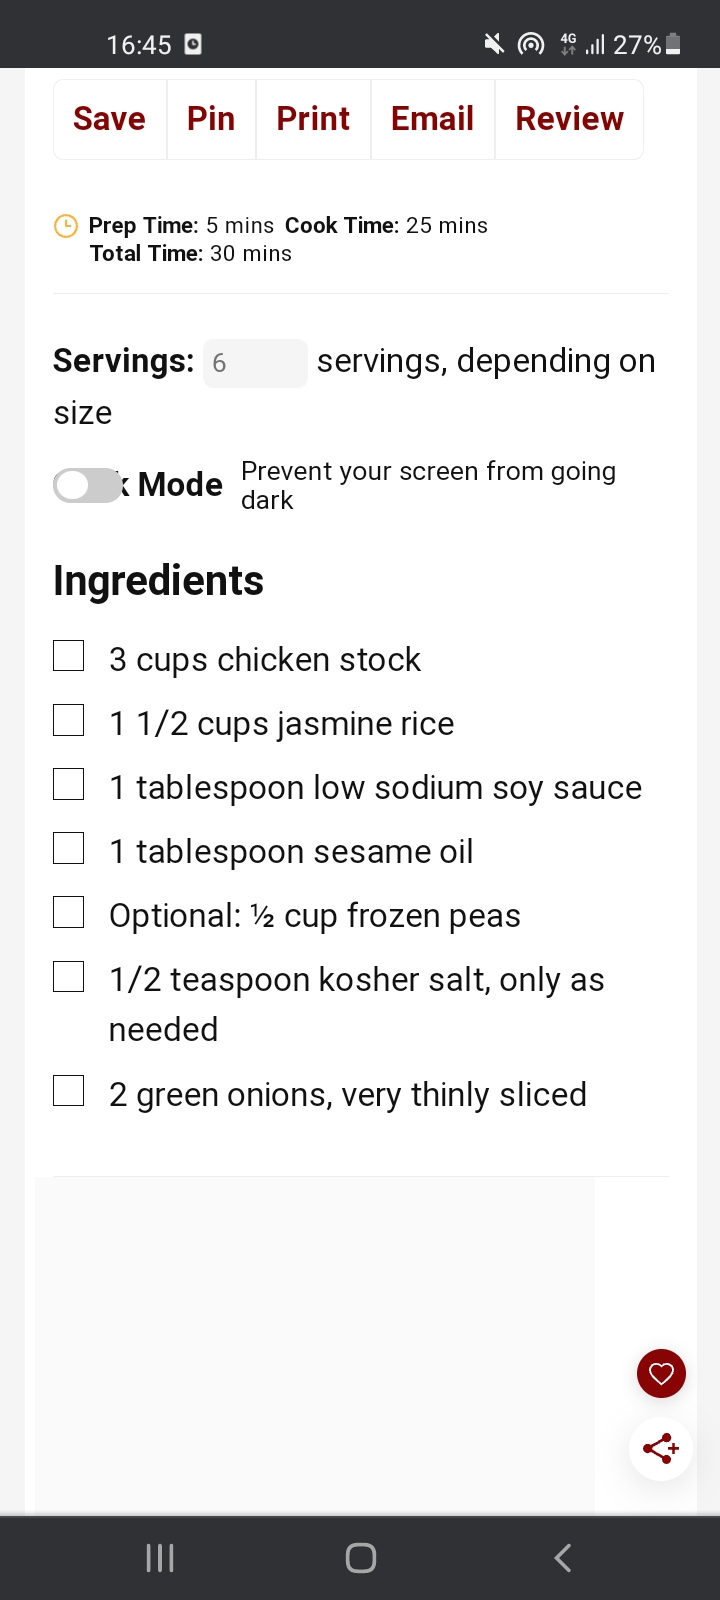 16:45 4G 27%
Save Pin Print Email Review
Prep Time: 5 mins Cook Time: 25 mins
Total Time: 30 mins
Servings: 6 servings, depending on
size
k Mode Prevent your screen from going
dark
Ingredients
3 cups chicken stock
1 1/2 cups jasmine rice
1 tablespoon low sodium soy sauce
1 tablespoon sesame oil
Optional: ½ cup frozen peas
1/2 teaspoon kosher salt, only as
needed
2 green onions, very thinly sliced